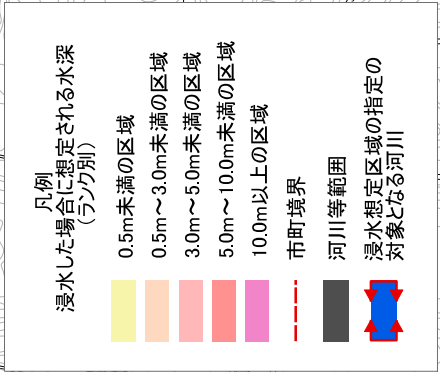 凡例
浸水した場合に想定される水深
（ランク別）
0.5m未満の区域
0.5m～3.0m未満の区域
3.0m～5.0m未満の区域
5.0m～10.0m未満の区域
10.0m以上の区域
市町境界
河川等範囲
浸水想定区域の指定の
対象となる河川